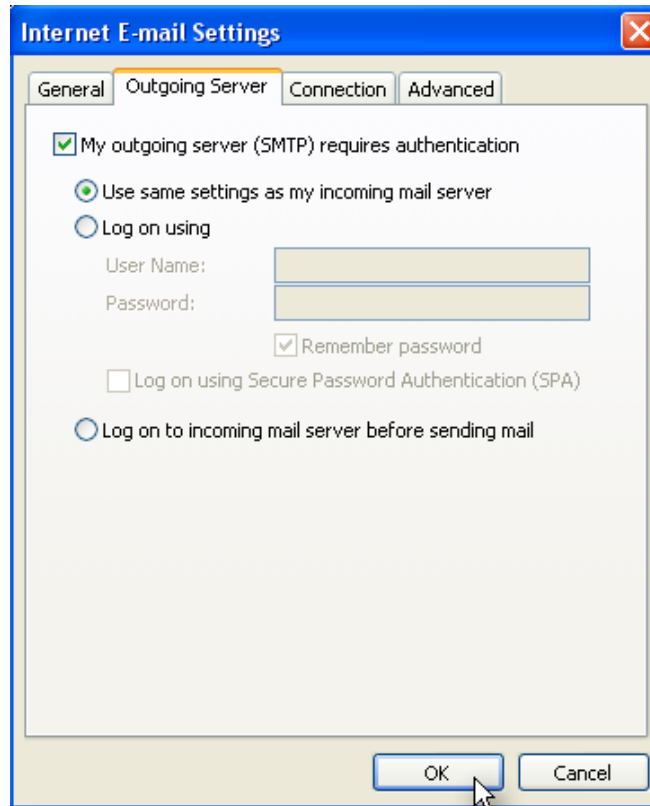 Internet E-mail Settings
General Outgoing Server Connection Advanced
My outgoing server (SMTP) requires authentication
Use same settings as my incoming mail server
Log on using
User Name:
Password:
Remember password
Log on using Secure Password Authentication (SPA)
Log on to incoming mail server before sending mail
OK Cancel